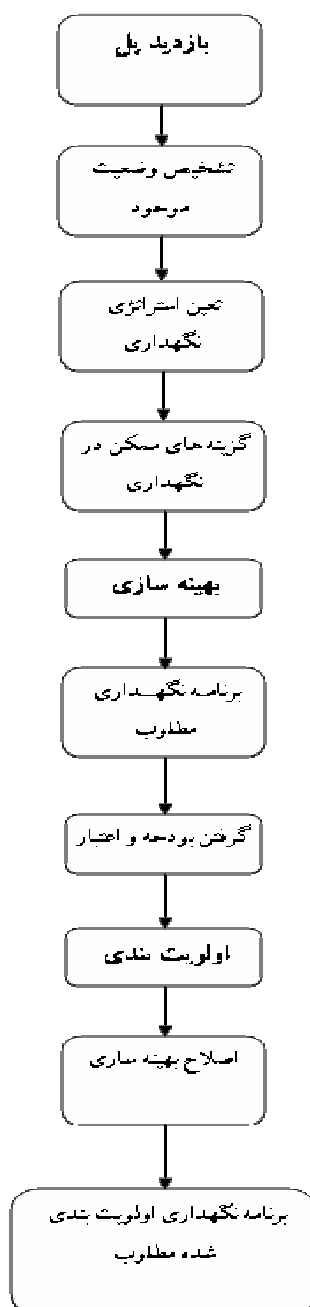 بازدید پل
تشخیص وضعیت
موجود
تعین استراتژی
نگهداری
گزینه های ممکن در
نگهداری
بهینه سازی
برنامه نگهداری
مطلوب
گرفتن بودجه و اعتبار
اولویت بندی
اصلاح بهینه سازی
برنامه نگهداری اولویت بندی
شده مطلوب